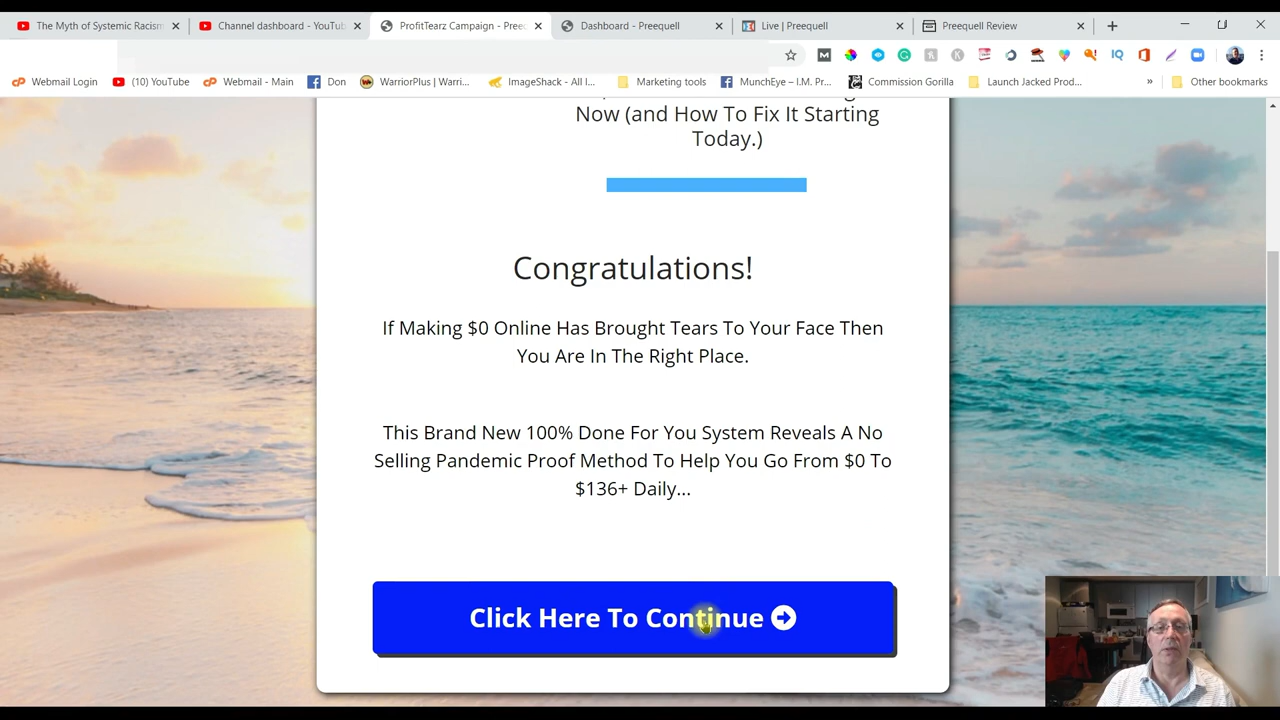 The Myth of Systemic Racism
Channel dashboard - YouTu
ProfitTearz Campaign - Preec
Dashboard - Preequell
Live | Preequell
Preequell Review
Webmail Login
(10) YouTube
Webmail - Main
Don
WarriorPlus | Warri...
ImageShack - All I...
Marketing tools
MunchEye – I.M. Pr...
Commission Gorilla
Launch Jacked Prod...
»
Other bookmarks
Now (and How To Fix It Starting
Today.)
Congratulations!
If Making $0 Online Has Brought Tears To Your Face Then
You Are In The Right Place.
This Brand New 100% Done For You System Reveals A No
Selling Pandemic Proof Method To Help You Go From $0 To
$136+ Daily...
Click Here To Continue